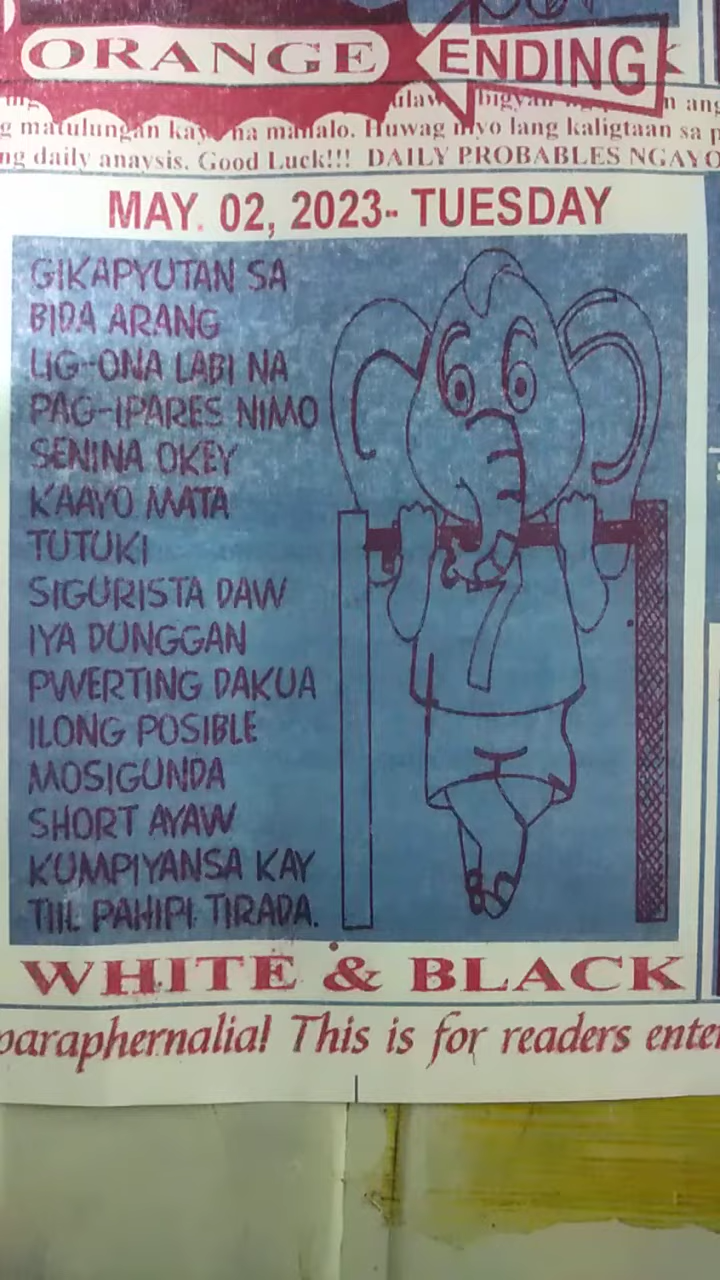 ORANGE
ENDING
g matulungan kayo na manalo. Huwag niyo lang kaligtaan sa p
ng daily anaysis. Good Luck!!! DAILY PROBABLES NGAYO
MAY. 02, 2023- TUESDAY
GIKAPYUTAN SA
BIDA ARANG
LIG-ONA LABI NA
PAG-IPARES NIMO
SENINA OKEY
KAAYO MATA
TUTUKI
SIGURISTA DAW
IYA DUNGGAN
PWERTING DAKUA
ILONG POSIBLE
MOSIGUNDA
SHORT AYAW
KUMPIYANSA KAY
TIIL PAHIPI TIRADA.
WHITE & BLACK
paraphernalia! This is for readers ente